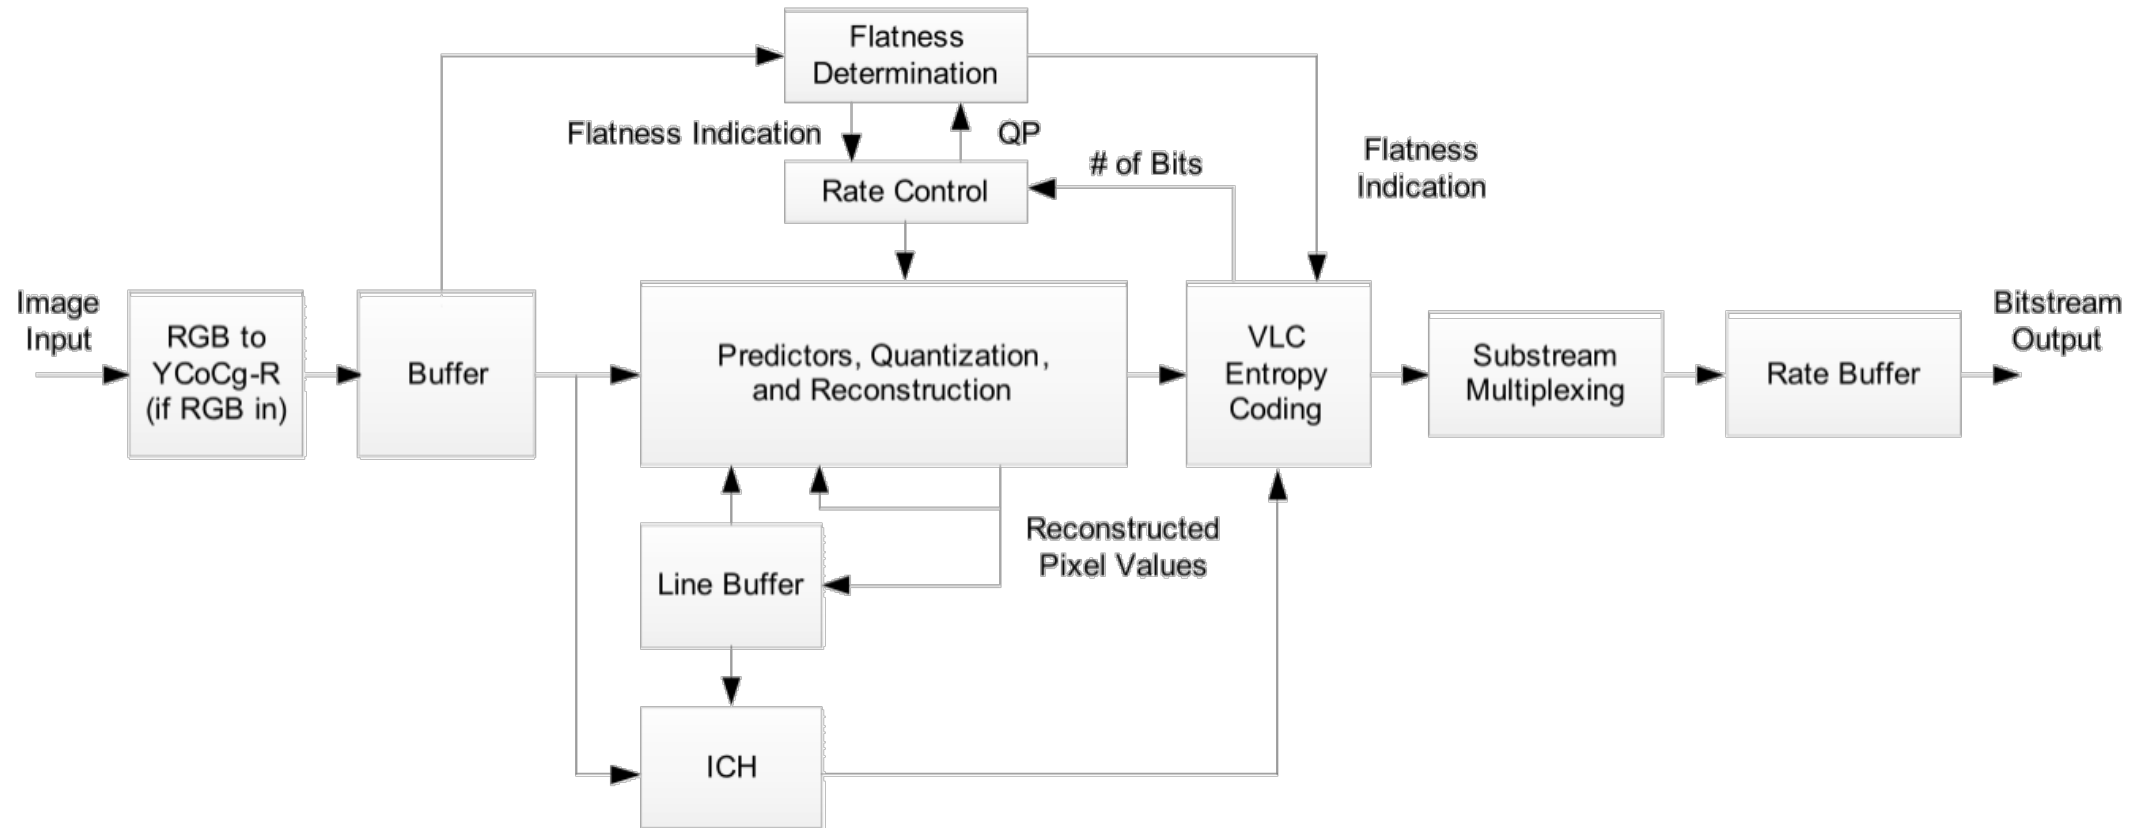 Flatness
Determination
Flatness Indication
QP
# of Bits
Flatness
Indication
Rate Control
Image
Input
RGB to
YCoCg-R
(if RGB in)
Buffer
Predictors, Quantization,
and Reconstruction
VLC
Entropy
Coding
Substream
Multiplexing
Rate Buffer
Bitstream
Output
Line Buffer
Reconstructed
Pixel Values
ICH